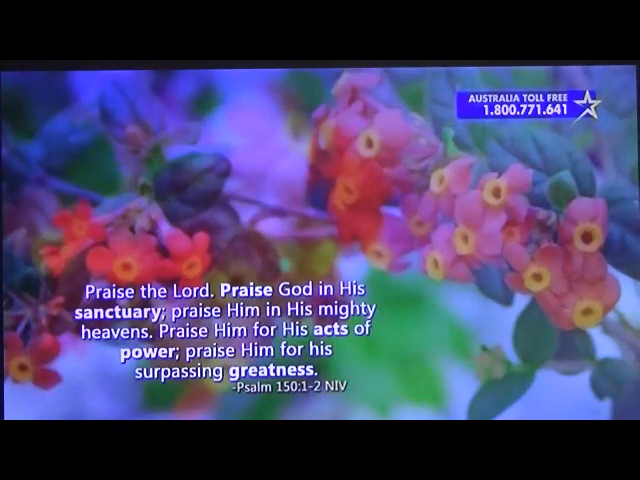 AUSTRALIA TOLL FREE
1.800.771.641
Praise the Lord. Praise God in His
sanctuary; praise Him in His mighty
heavens. Praise Him for His acts of
power; praise Him for his
surpassing greatness.
-Psalm 150:1-2 NIV